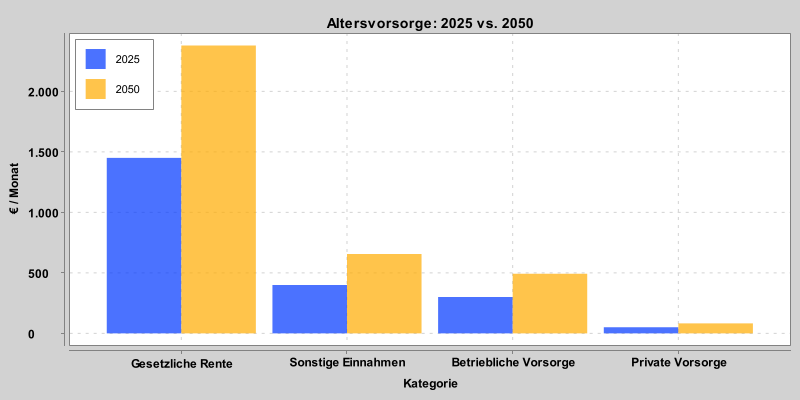 Altersvorsorge: 2025 vs. 2050
2025
2050
€ / Monat
2.000
1.500
1.000
500
0
Gesetzliche Rente
Sonstige Einnahmen
Betriebliche Vorsorge
Private Vorsorge
Kategorie